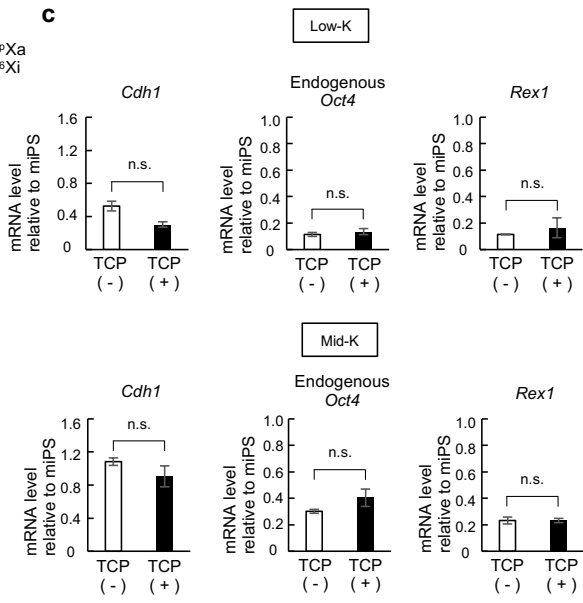 c
Low-K
pXa
6Xi
Cdh1
mRNA level
relative to miPS
1.6
1.2
0.8
0.4
0
n.s.
TCP
( - )
TCP
( + )
Endogenous
Oct4
1.0
0.8
0.6
0.4
0.2
0
n.s.
TCP
( - )
TCP
( + )
Rex1
mRNA level
relative to miPS
1.0
0.8
0.6
0.4
0.2
0
n.s.
TCP
( - )
TCP
( + )
Mid-K
Cdh1
mRNA level
relative to miPS
1.6
1.2
0.8
0.4
0
n.s.
TCP
( - )
TCP
( + )
Endogenous
Oct4
mRNA level
relative to miPS
1.0
0.8
0.6
0.4
0.2
0
n.s.
TCP
( - )
TCP
( + )
Rex1
mRNA level
relative to miPS
1.0
0.8
0.6
0.4
0.2
0
n.s.
TCP
( - )
TCP
( + )